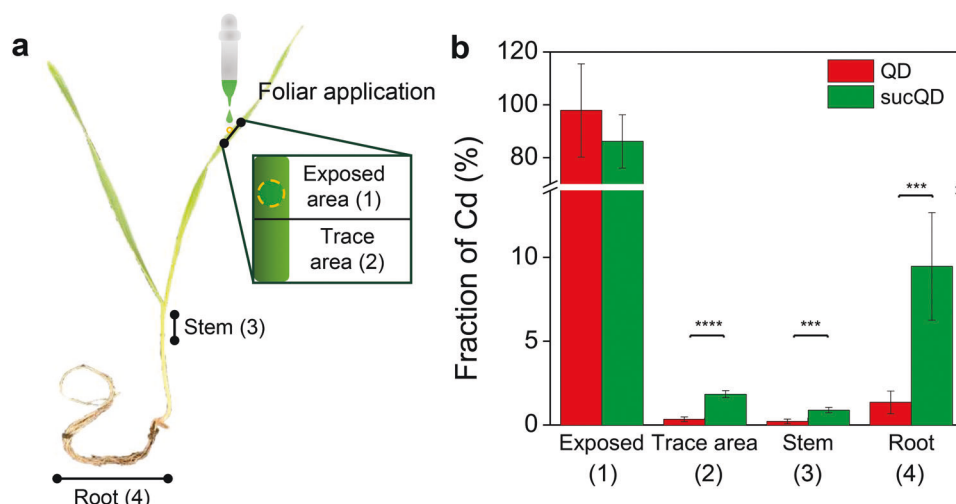 a
Foliar application
Exposed
area (1)
Trace
area (2)
Stem (3)
Root (4)
b
Fraction of Cd (%)
120
100
80
10
5
0
QD
sucQD
****
***
***
Exposed
(1)
Trace area
(2)
Stem
(3)
Root
(4)